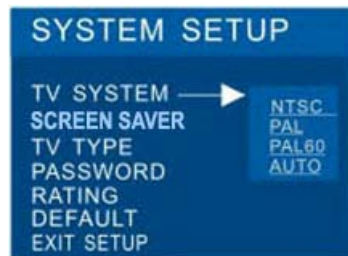 SYSTEM SETUP
TV SYSTEM
SCREEN SAVER
TV TYPE
PASSWORD
RATING
DEFAULT
EXIT SETUP
NTSC
PAL
PAL60
AUTO